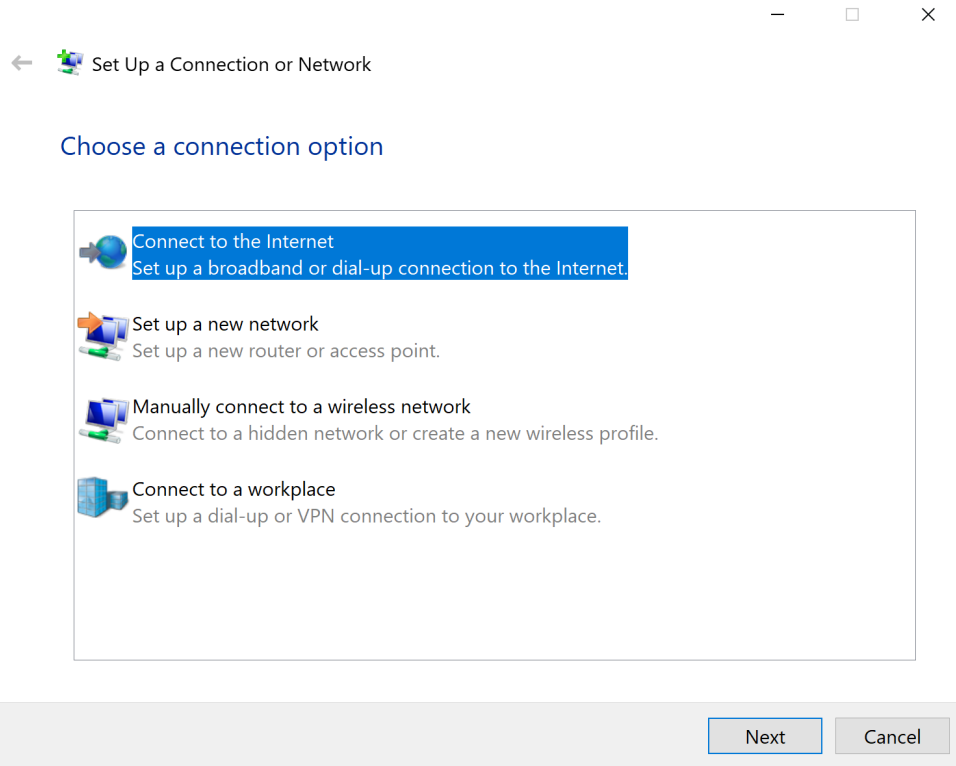 Set Up a Connection or Network
Choose a connection option
Connect to the Internet
Set up a broadband or dial-up connection to the Internet.
Set up a new network
Set up a new router or access point.
Manually connect to a wireless network
Connect to a hidden network or create a new wireless profile.
Connect to a workplace
Set up a dial-up or VPN connection to your workplace.
Next
Cancel